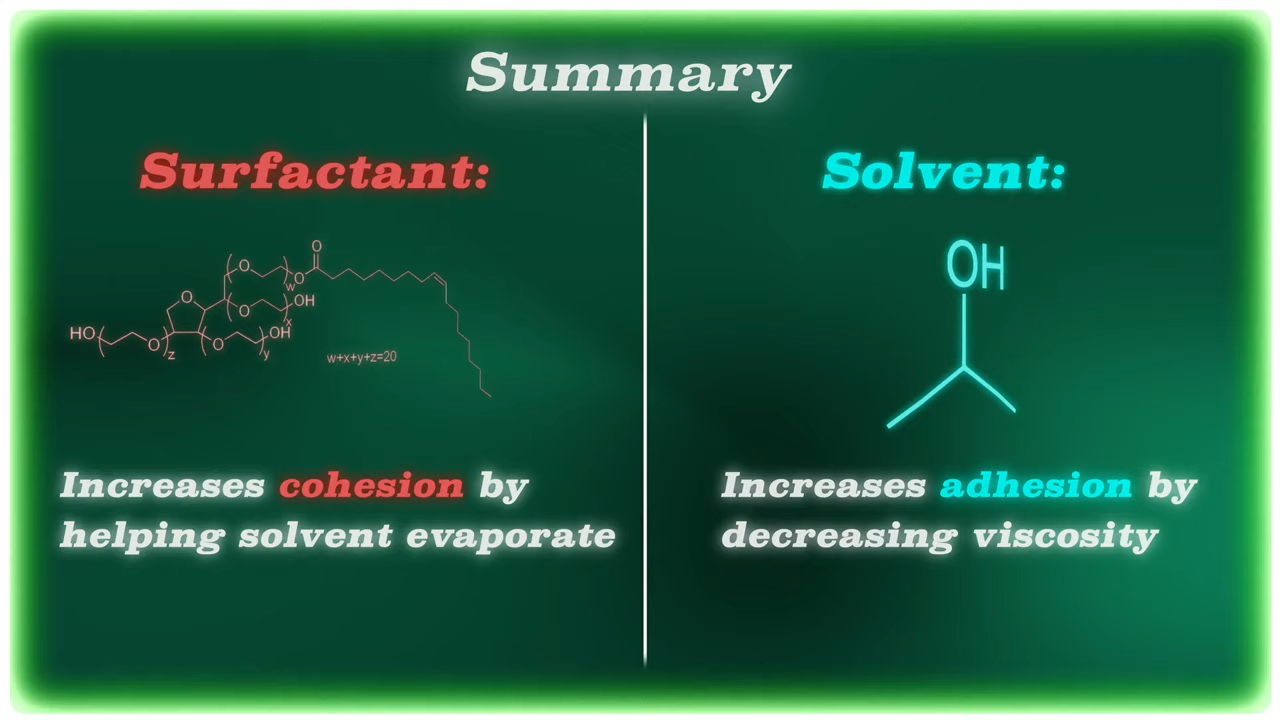 Summary
Surfactant:
O
O
w
O
O
O
OH
x
HO
O
z
O
OH
y
w+x+y+z=20
Increases cohesion by
helping solvent evaporate
Solvent:
OH
Increases adhesion by
decreasing viscosity